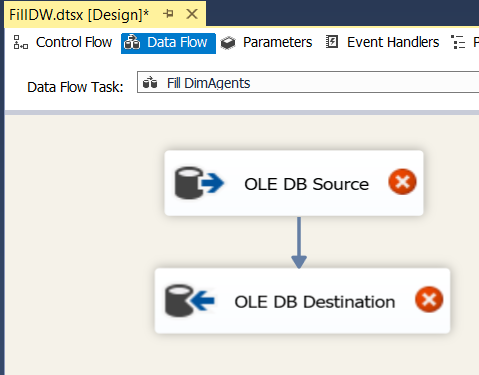 FillDW.dtsx [Design]*
Control Flow Data Flow Parameters Event Handlers P
Data Flow Task: Fill DimAgents
OLE DB Source
OLE DB Destination